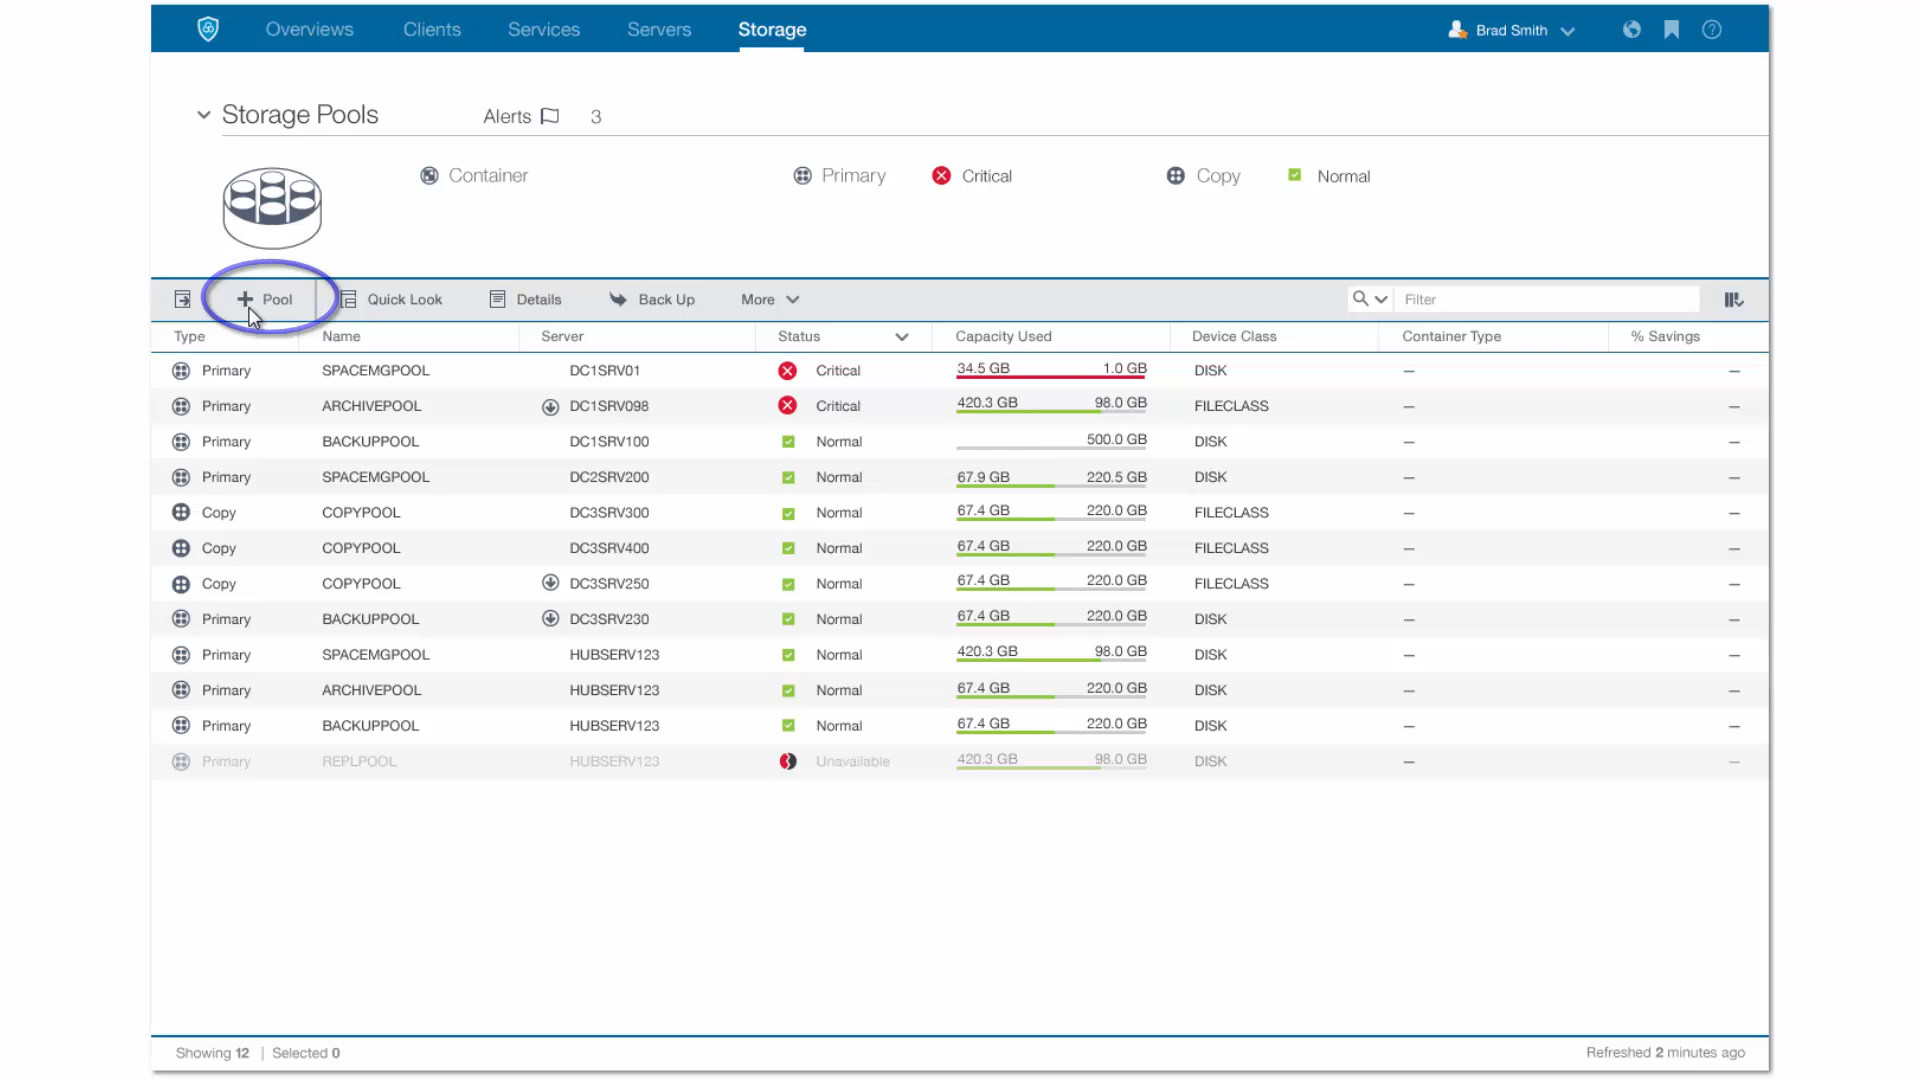 Overviews Clients Services Servers Storage Brad Smith
Storage Pools Alerts 3
Container Primary Critical Copy Normal
Pool Quick Look Details Back Up More Filter
Type Name Server Status Capacity Used Device Class Container Type % Savings
Primary SPACEMGPOOL DC1SRV01 Critical 34.5 GB 1.0 GB DISK – –
Primary ARCHIVEPOOL DC1SRV098 Critical 420.3 GB 98.0 GB FILECLASS – –
Primary BACKUPPOOL DC1SRV100 Normal 500.0 GB DISK – –
Primary SPACEMGPOOL DC2SRV200 Normal 67.9 GB 220.5 GB DISK – –
Copy COPYPOOL DC3SRV300 Normal 67.4 GB 220.0 GB FILECLASS – –
Copy COPYPOOL DC3SRV400 Normal 67.4 GB 220.0 GB FILECLASS – –
Copy COPYPOOL DC3SRV250 Normal 67.4 GB 220.0 GB FILECLASS – –
Primary BACKUPPOOL DC3SRV230 Normal 67.4 GB 220.0 GB DISK – –
Primary SPACEMGPOOL HUBSERV123 Normal 420.3 GB 98.0 GB DISK – –
Primary ARCHIVEPOOL HUBSERV123 Normal 67.4 GB 220.0 GB DISK – –
Primary BACKUPPOOL HUBSERV123 Normal 67.4 GB 220.0 GB DISK – –
Primary REPLPOOL HUBSERV123 Unavailable 420.3 GB 98.0 GB DISK – –
Showing 12 | Selected 0 Refreshed 2 minutes ago